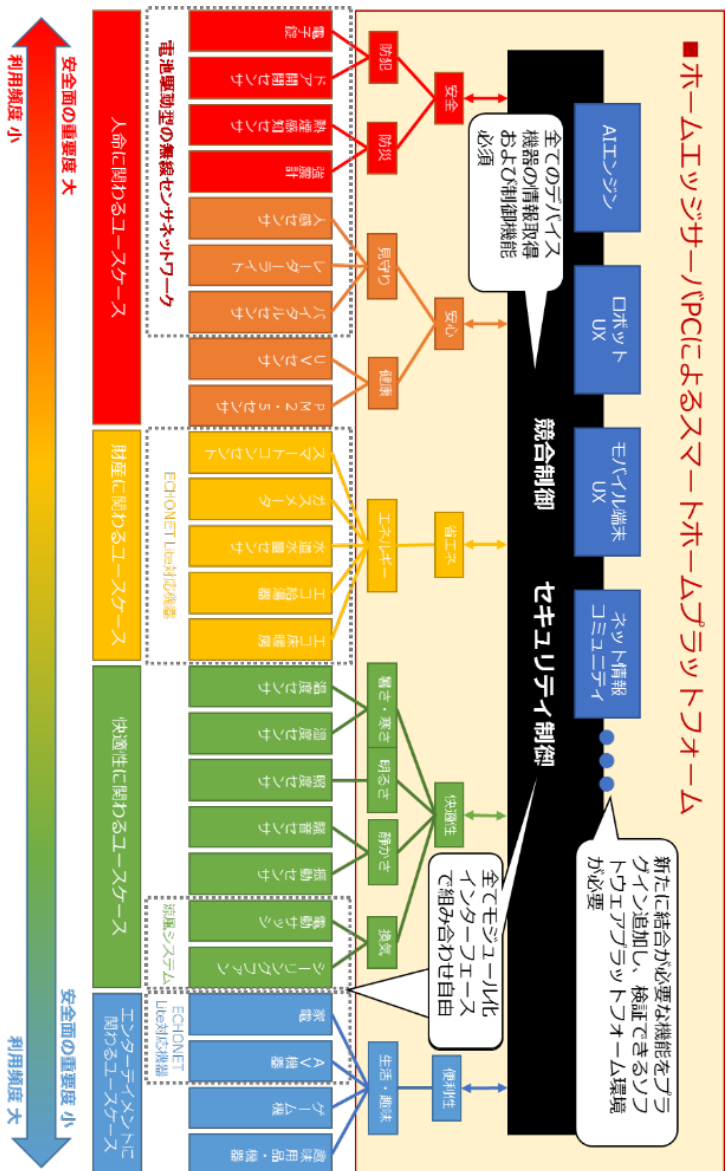 ■ホームエッジサーバPCによるスマートホームプラットフォーム
AIエンジン
ロボット
UX
モバイル端末
UX
ネット情報
コミュニティ
新たに結合が必要な機能をプラ
グイン追加し、検証できるソフ
トウェアプラットフォーム環境
が必要
競合制御
セキュリティ制御
全てのデバイス
機器の情報取得
および制御機能
必須
全てモジュール化
インターフェース
で組み合わせ自由
安全
安心
省エネ
快適性
便利性
防犯
防災
見守り
健康
エネルギー
暑さ・寒さ
明るさ
静かさ
換気
生活・趣味
電子錠
ドア開閉センサ
熱煙感知センサ
強震計
人感センサ
レーダーライト
バイタルセンサ
UVセンサ
PM2・5センサ
スマートコンセント
ガスメータ
水道水量センサ
エコ給湯器
エコ床暖房
温度センサ
湿度センサ
照度センサ
騒音センサ
振動センサ
電動サッシ
シーリングファン
家電
AV機器
ゲーム機
趣味用品・機器
電池駆動型の無線センサネットワーク
ECHONET Lite対応機器
涼風システム
ECHONET
Lite対応機器
人命に関わるユースケース
財産に関わるユースケース
快適性に関わるユースケース
エンターテイメントに
関わるユースケース
安全面の重要度 大
利用頻度 小
安全面の重要度 小
利用頻度 大